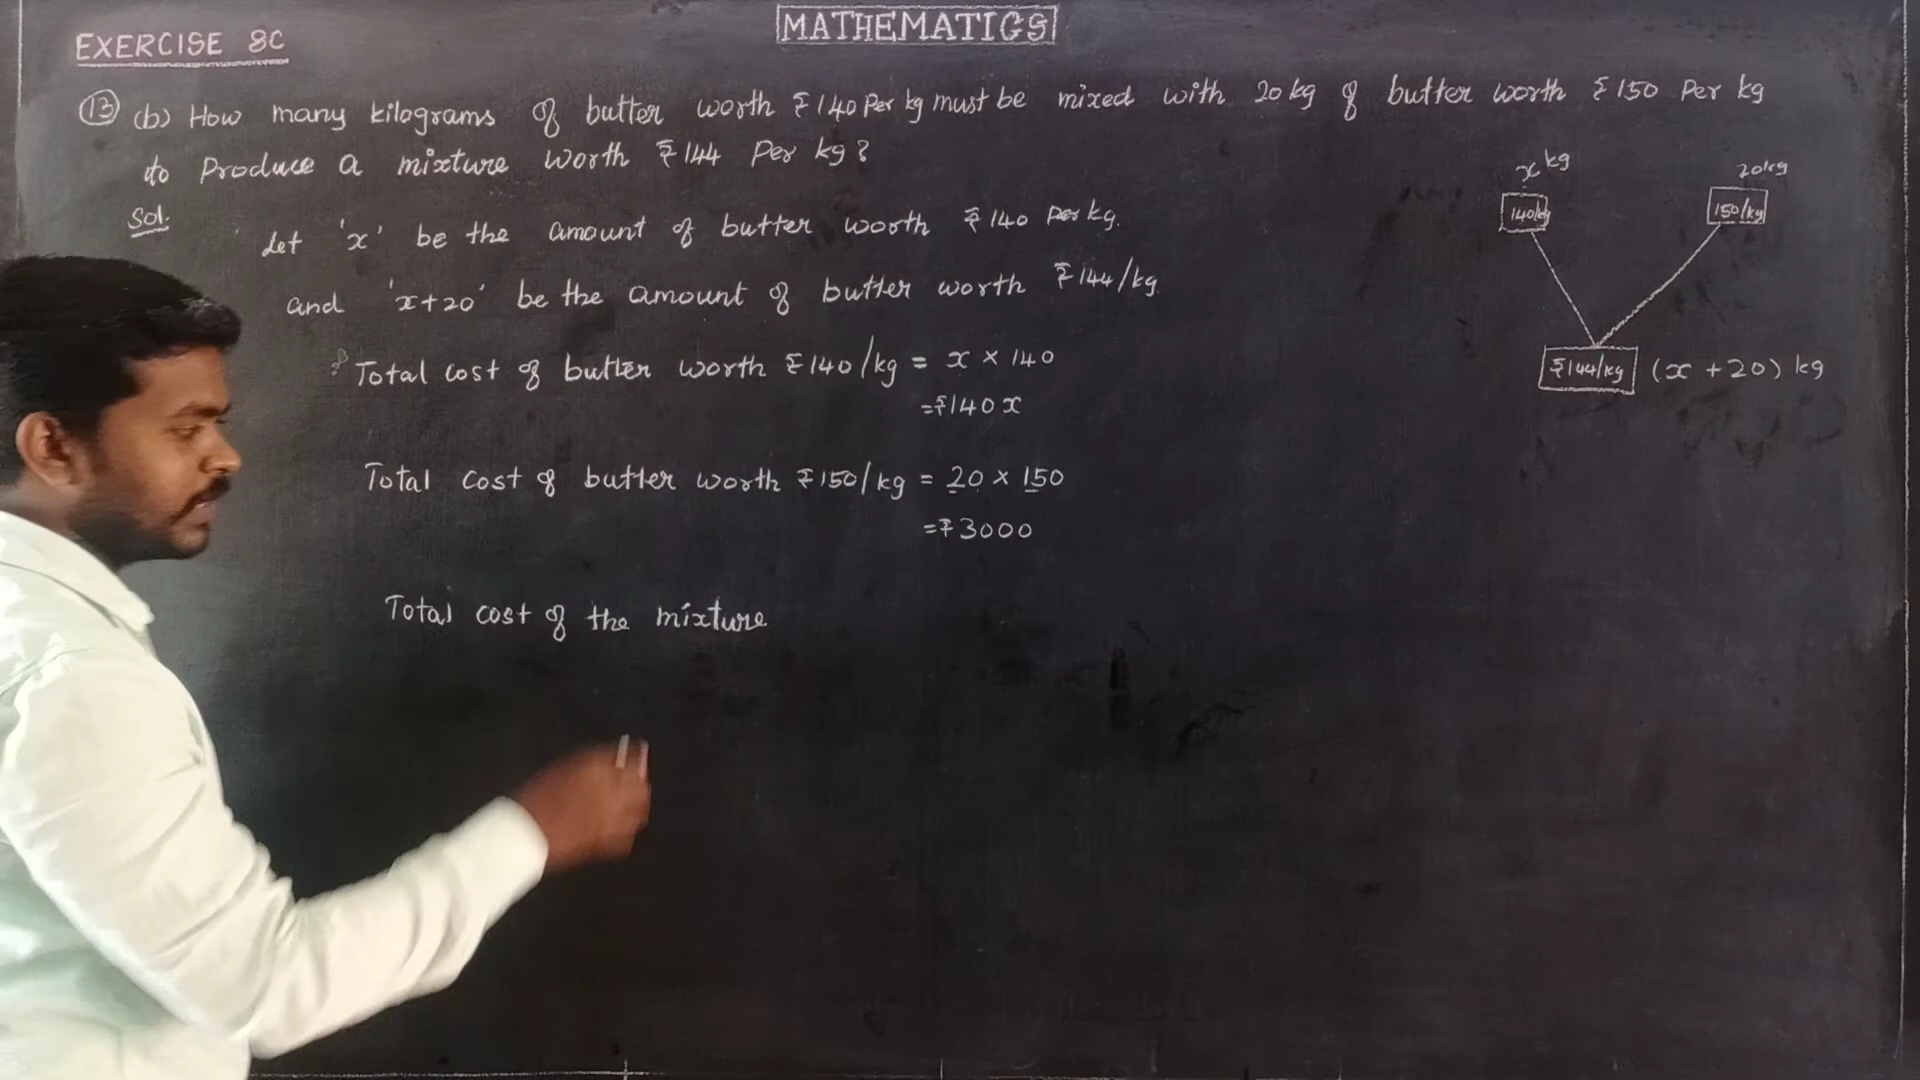 MATHEMATICS
EXERCISE 8C
(13) (b) How many kilograms of butter worth ₹140 Per kg must be mixed with 20kg of butter worth ₹150 Per kg
to Produce a mixture worth ₹144 Per kg?
Sol.
Let 'x' be the amount of butter worth ₹140 Per kg.
and 'x+20' be the amount of butter worth ₹144/kg.
Total cost of butter worth ₹140/kg = x × 140
=₹140x
Total cost of butter worth ₹150/kg = 20 × 150
=₹3000
Total cost of the mixture
x kg
20kg
140/kg
150/kg
₹144/kg (x + 20) kg